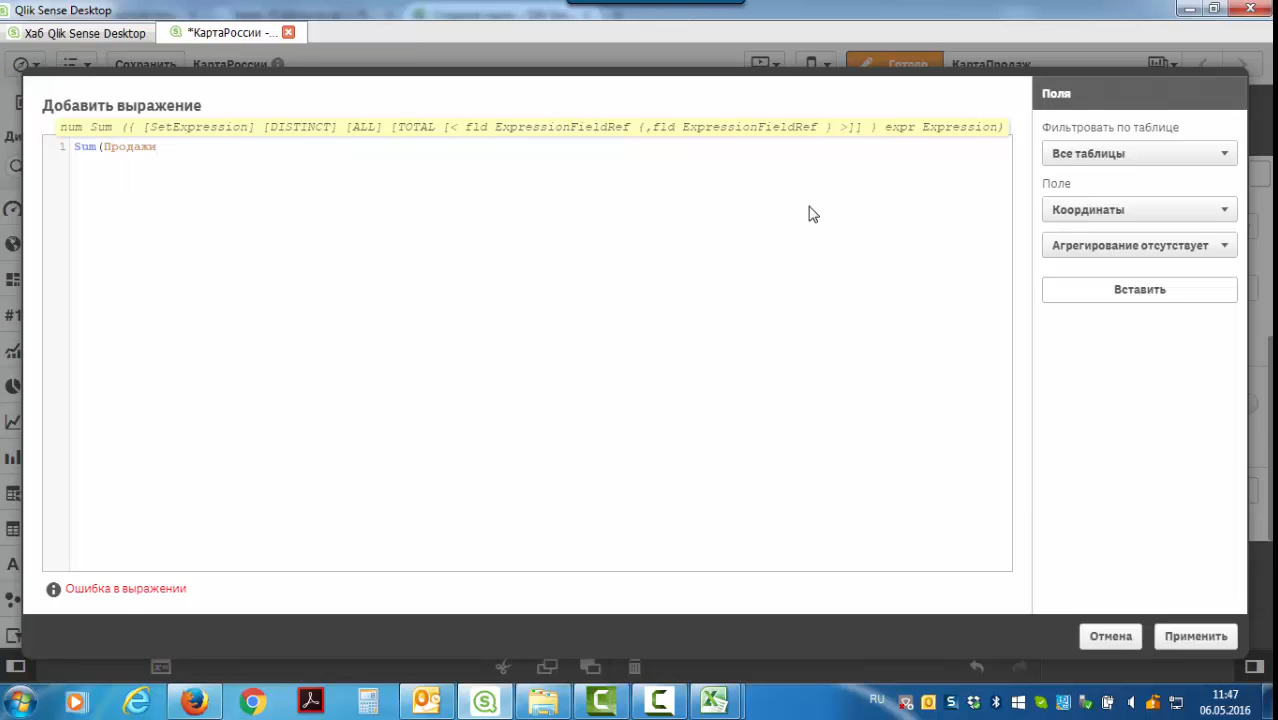 Qlik Sense Desktop
Хаб Qlik Sense Desktop
*КартаРоссии -...
Сохранить
КартаРоссии
Готово
КартаПродаж
Добавить выражение
num Sum ({ [SetExpression] [DISTINCT] [ALL] [TOTAL [< fld ExpressionFieldRef {,fld ExpressionFieldRef } >]] } expr Expression)
1 Sum(Продажи
Поля
Фильтровать по таблице
Все таблицы
Поле
Координаты
Агрегирование отсутствует
Вставить
#1
A
Ошибка в выражении
Отмена
Применить
RU
11:47
06.05.2016